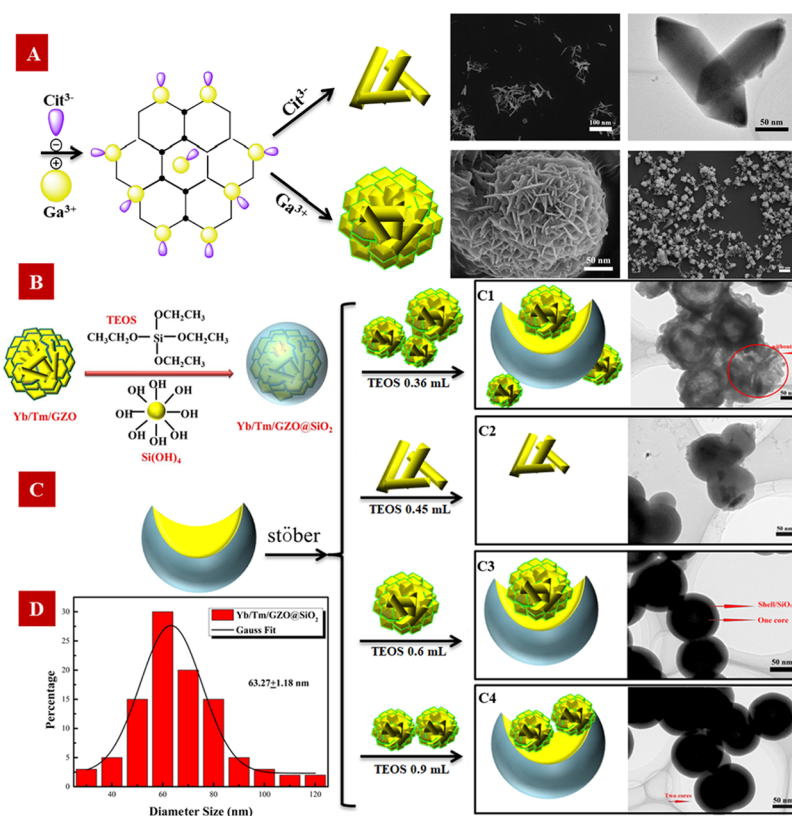 A
Cit3-
⊖
⊕
Ga3+
Cit3-
Ga3+
100 nm
50 nm
50 nm
B
TEOS
OCH2CH3
CH3CH2O Si OCH2CH3
OCH2CH3
OH OH OH
OH OH
OH OH
OH
Si(OH)4
Yb/Tm/GZO
Yb/Tm/GZO@SiO2
TEOS 0.36 mL
C1
without
50 nm
C
stöber
TEOS 0.45 mL
C2
50 nm
TEOS 0.6 mL
C3
Shell/SiO2
One core
50 nm
TEOS 0.9 mL
C4
Two cores
50 nm
D
Yb/Tm/GZO@SiO2
Gauss Fit
63.27±1.18 nm
Percentage
30
25
20
15
10
5
0
40 60 80 100 120
Diameter Size (nm)